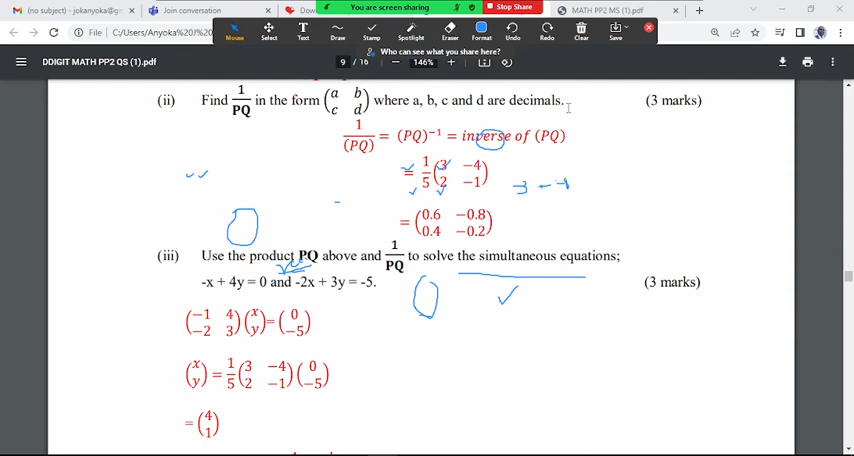 (no subject) - jokanyoka@gm
Join conversation
Dow
You are screen sharing
Stop Share
MATH PP2 MS (1).pdf
File
C:/Users/Anyoka%20J%20
Mouse Select Text Draw Stamp Spotlight Eraser Format Undo Redo Clear Save
Who can see what you share here?
DDIGIT MATH PP2 QS (1).pdf
9 / 16 146%
(ii) Find 1/PQ in the form (a b / c d) where a, b, c and d are decimals. (3 marks)
1/(PQ) = (PQ)⁻¹ = inverse of (PQ)
= 1/5 (3 −4 / 2 −1)
-3 + -8
= (0.6 −0.8 / 0.4 −0.2)
(iii) Use the product PQ above and 1/PQ to solve the simultaneous equations;
-x + 4y = 0 and -2x + 3y = -5. (3 marks)
(−1 4 / −2 3)(x / y) = (0 / −5)
(x / y) = 1/5 (3 −4 / 2 −1)(0 / −5)
= (4 / 1)